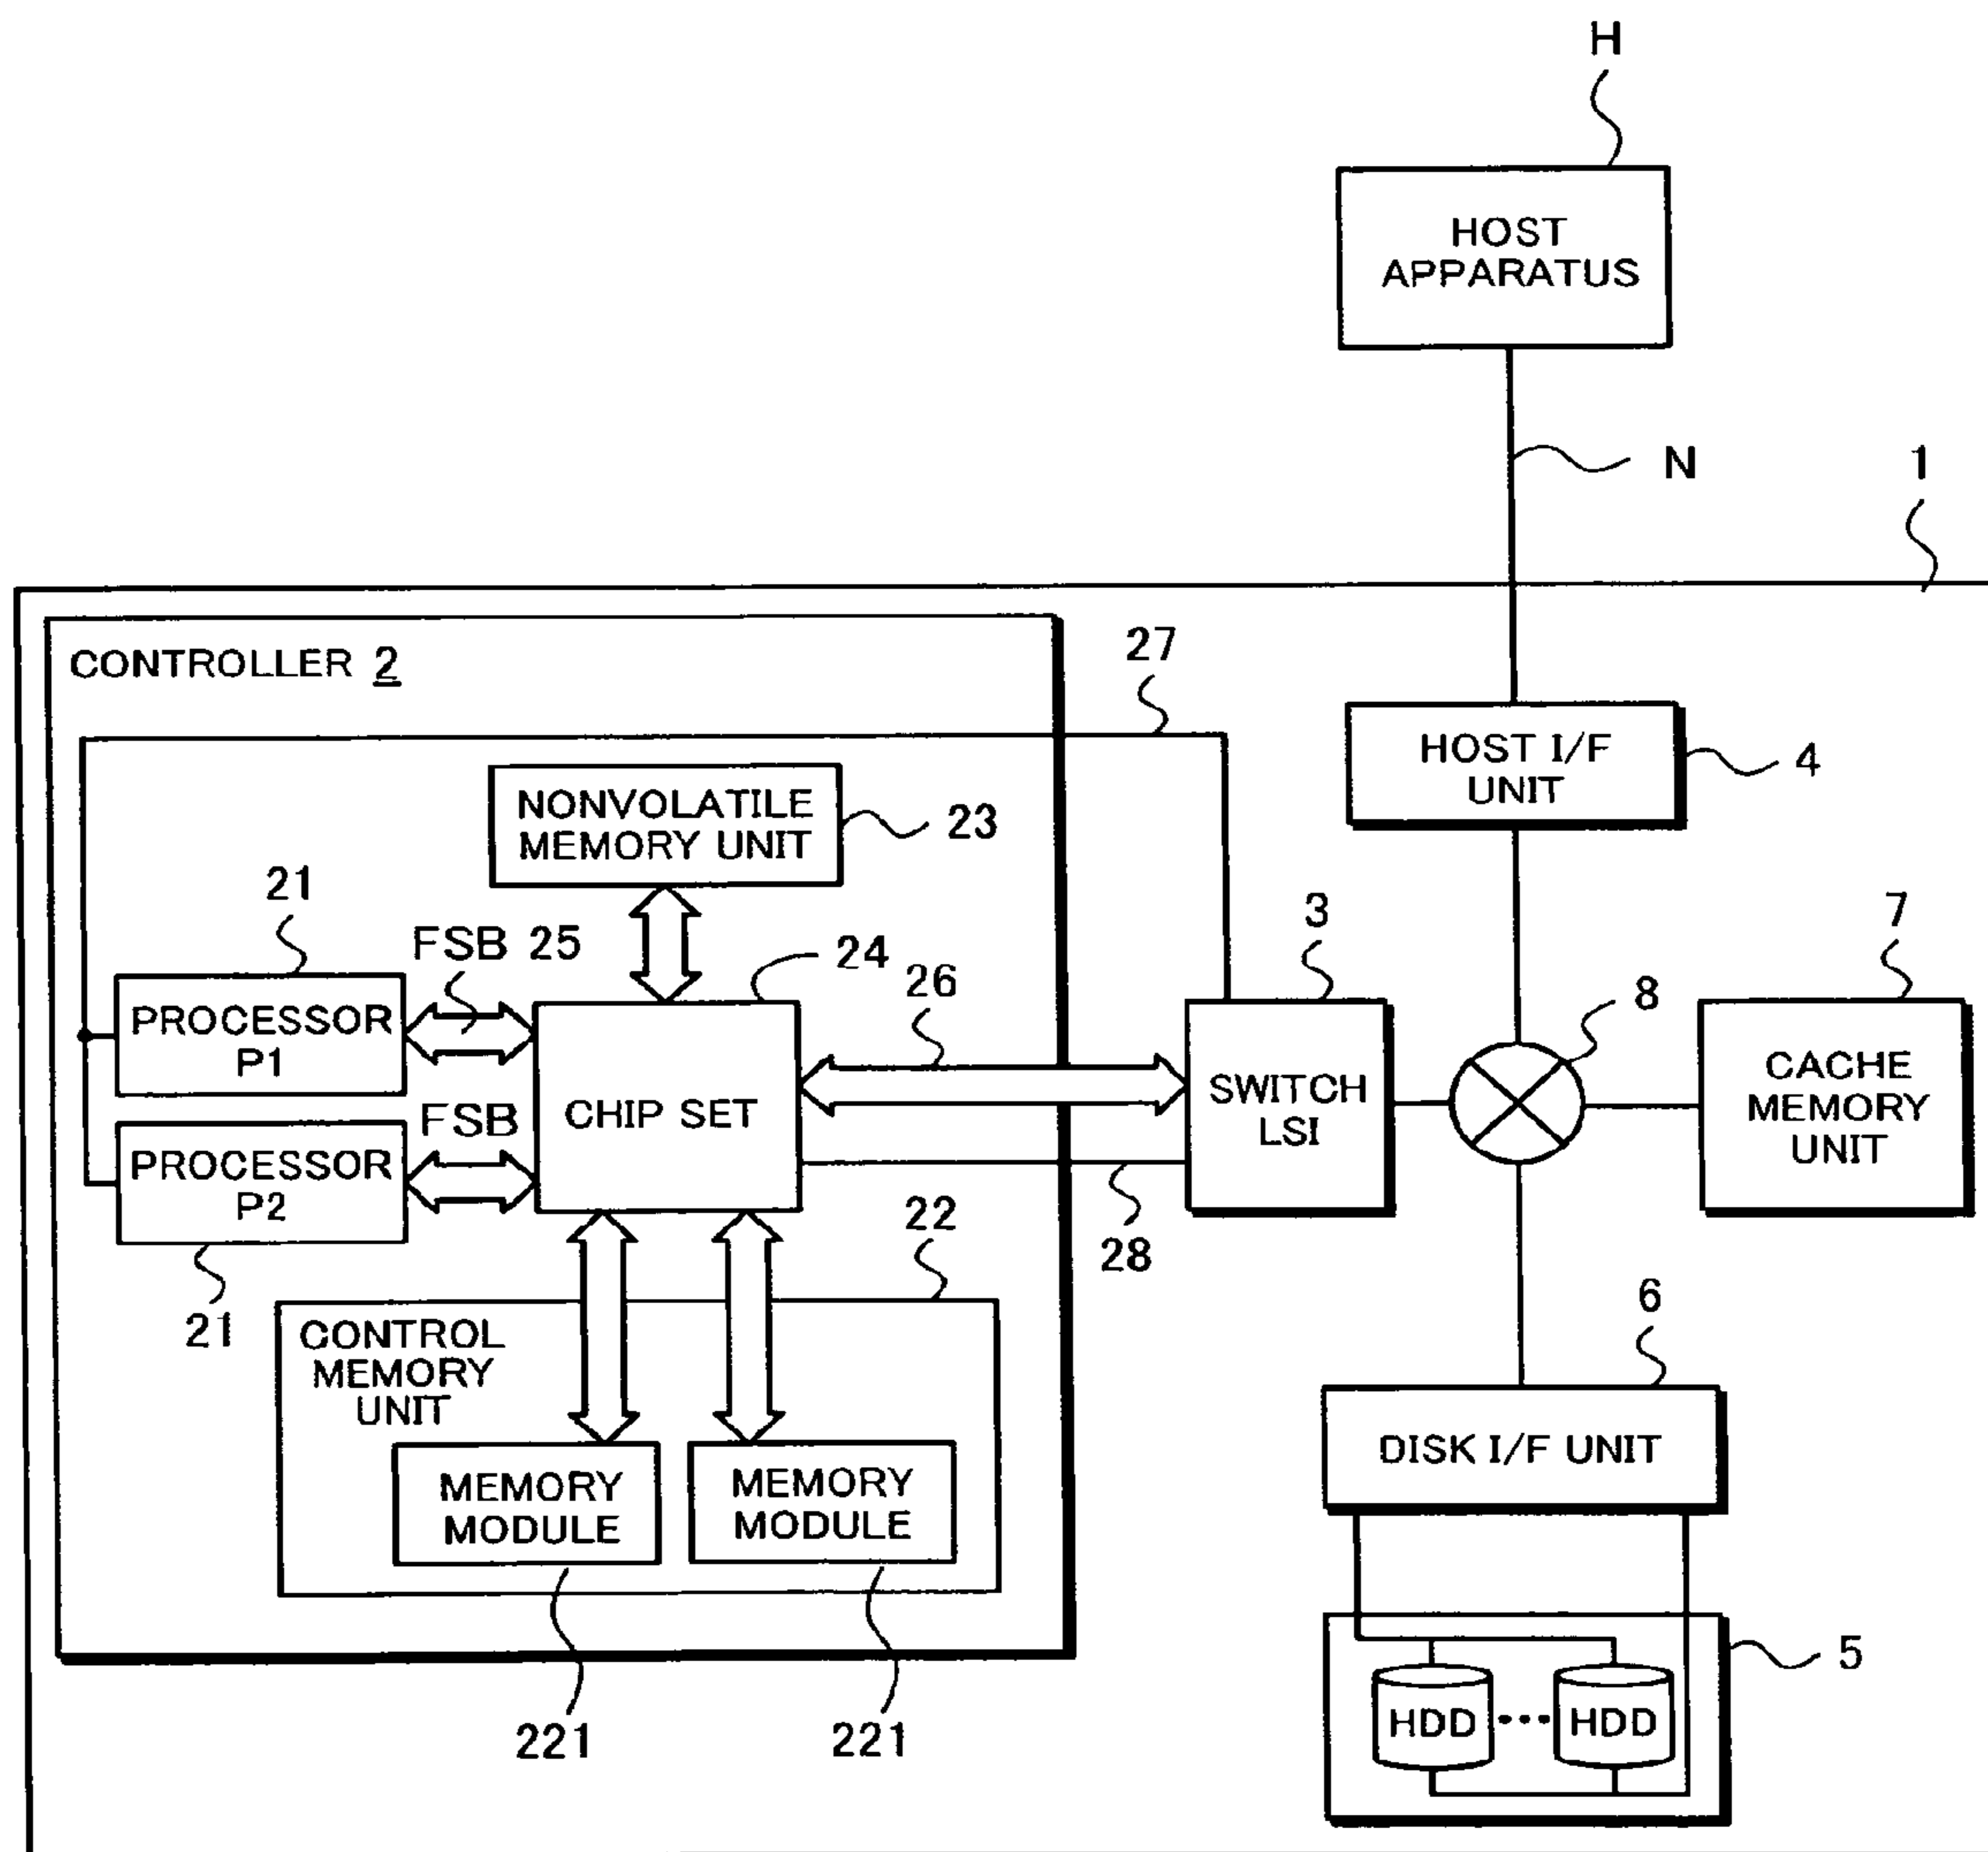 H
HOST
APPARATUS
N
1
CONTROLLER 2
27
HOST I/F
UNIT
4
NONVOLATILE
MEMORY UNIT
23
21
FSB 25
24
26
3
8
7
PROCESSOR
P1
CHIP SET
SWITCH
LSI
CACHE
MEMORY
UNIT
FSB
PROCESSOR
P2
21
22
28
CONTROL
MEMORY
UNIT
6
DISK I/F UNIT
MEMORY
MODULE
MEMORY
MODULE
221
221
5
HDD
HDD